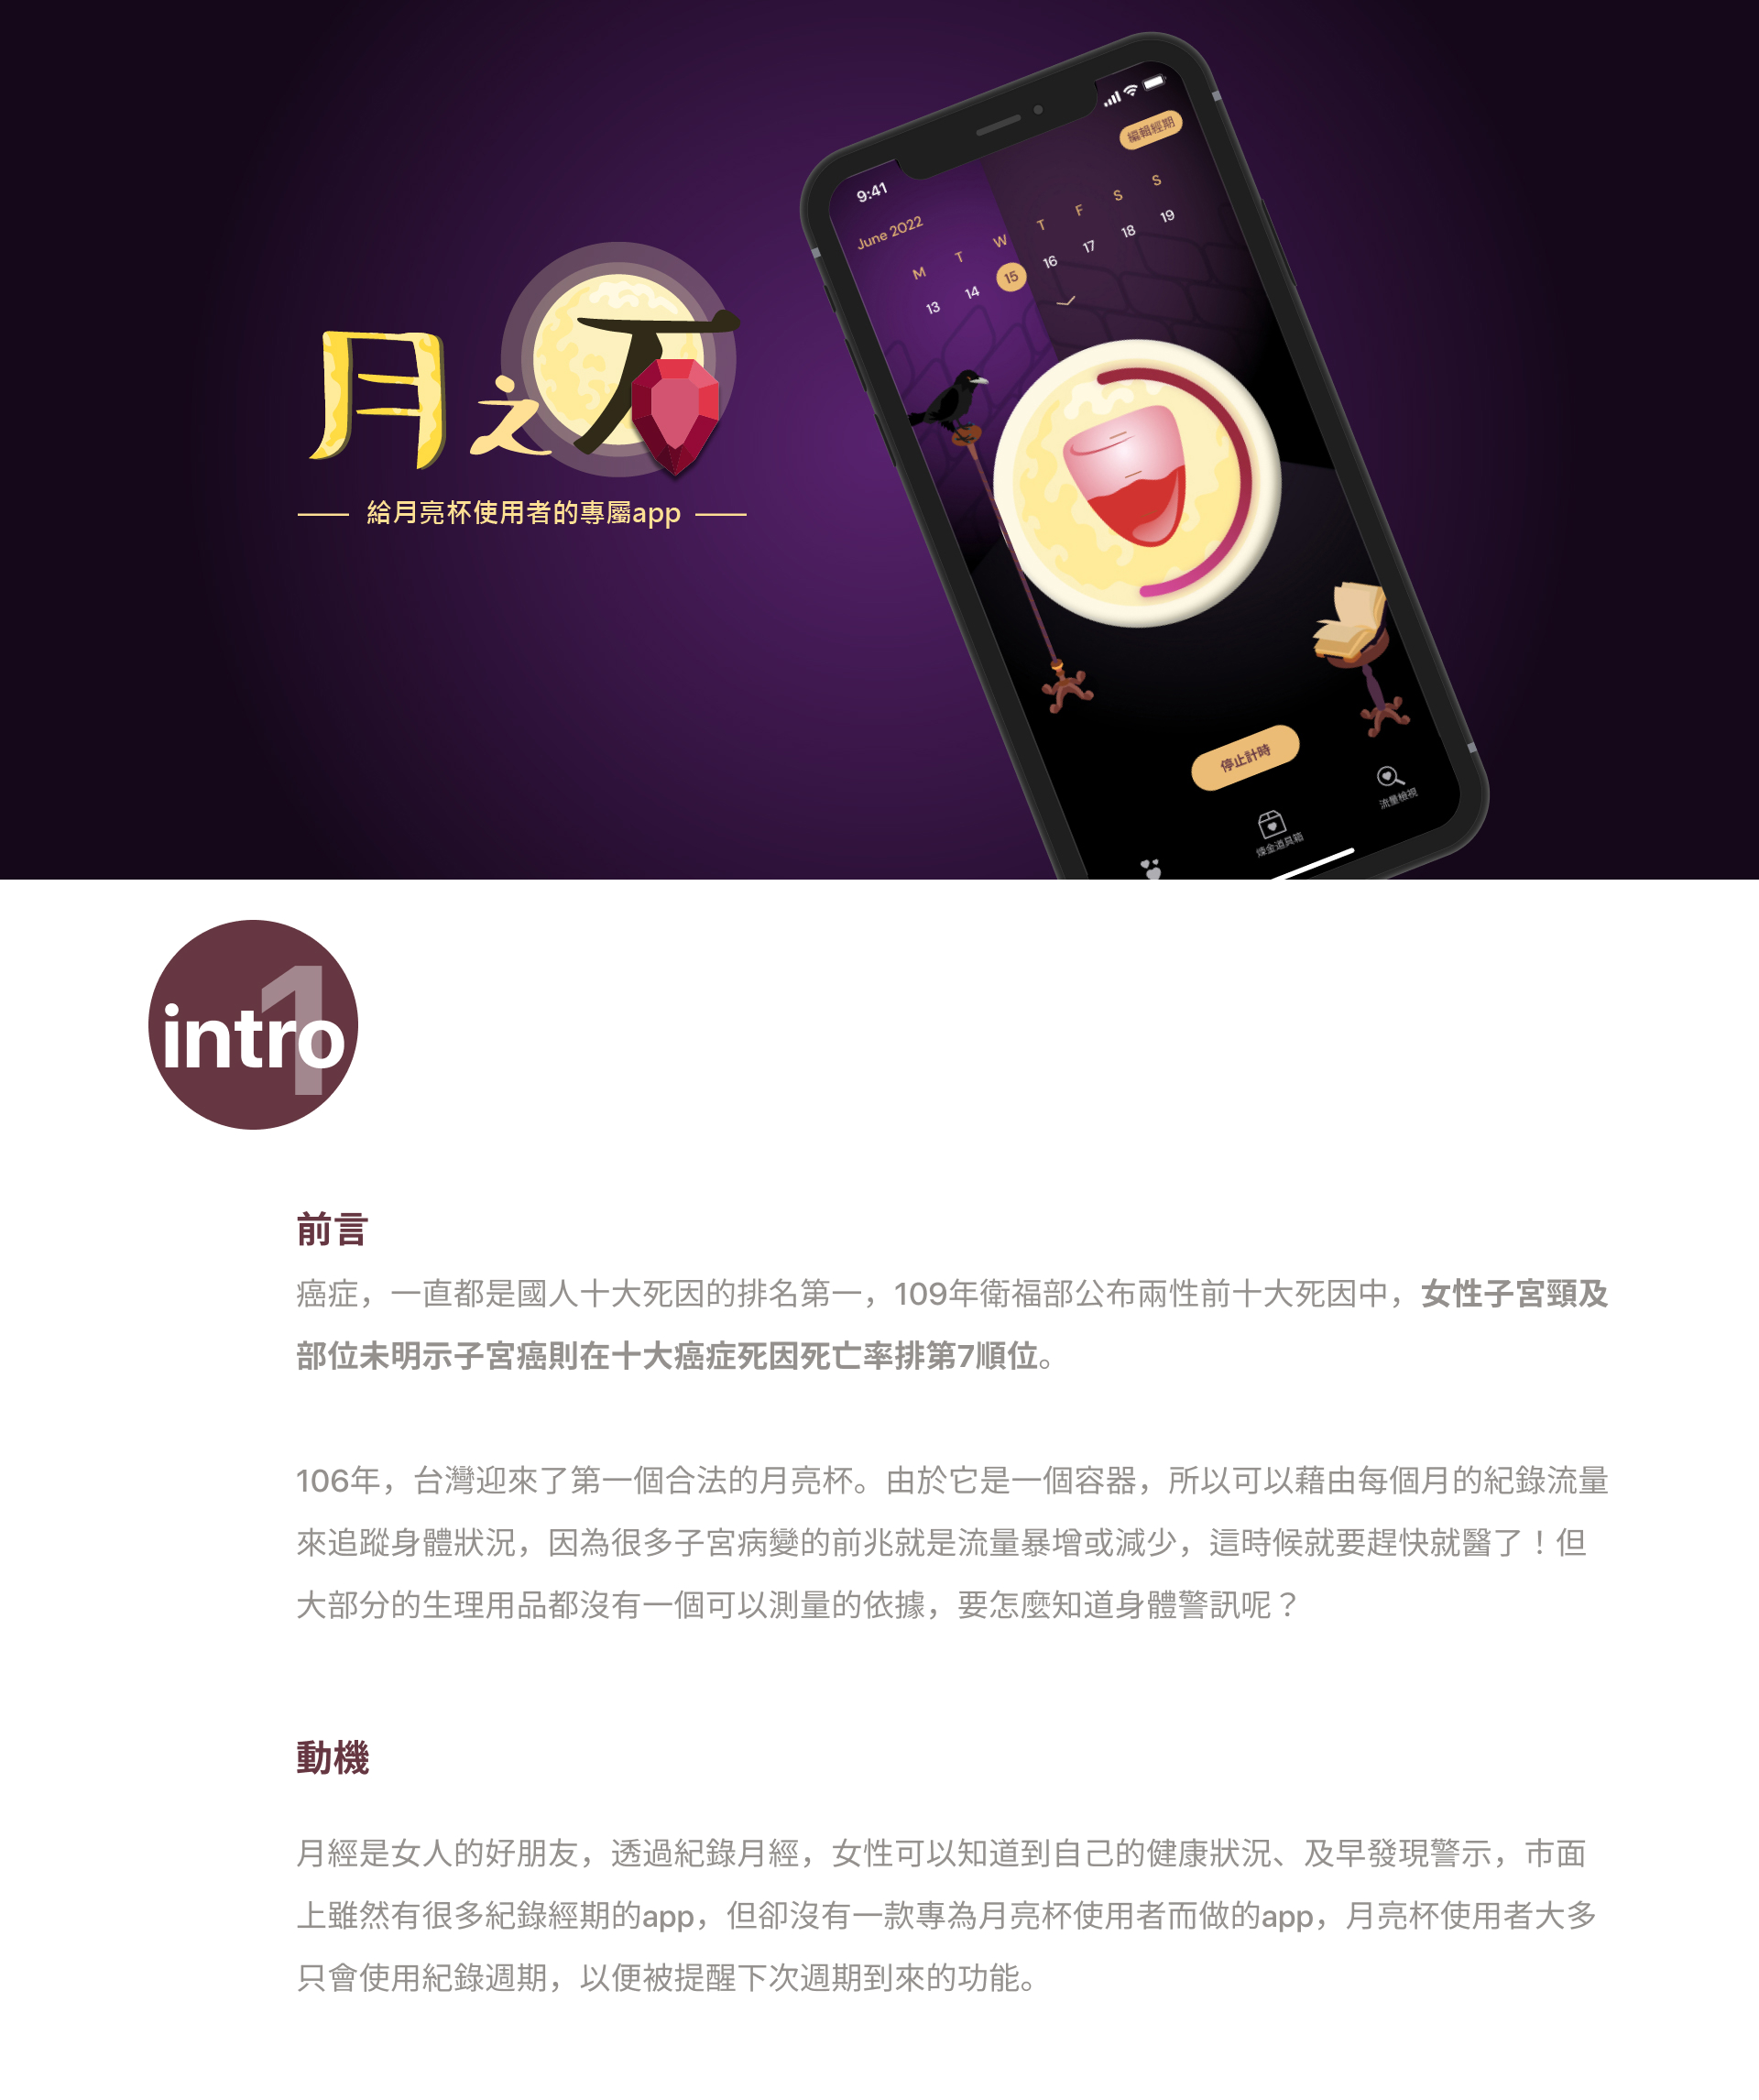 月之石
給月亮杯使用者的專屬app
9:41
編輯經期
June 2022
M T W T F S S
13 14 15 16 17 18 19
停止計時
煉金道具箱
流量檢視
1
intro
前言
癌症，一直都是國人十大死因的排名第一，109年衛福部公布兩性前十大死因中，女性子宮頸及
部位未明示子宮癌則在十大癌症死因死亡率排第7順位。
106年，台灣迎來了第一個合法的月亮杯。由於它是一個容器，所以可以藉由每個月的紀錄流量
來追蹤身體狀況，因為很多子宮病變的前兆就是流量暴增或減少，這時候就要趕快就醫了！但
大部分的生理用品都沒有一個可以測量的依據，要怎麼知道身體警訊呢？
動機
月經是女人的好朋友，透過紀錄月經，女性可以知道到自己的健康狀況、及早發現警示，市面
上雖然有很多紀錄經期的app，但卻沒有一款專為月亮杯使用者而做的app，月亮杯使用者大多
只會使用紀錄週期，以便被提醒下次週期到來的功能。